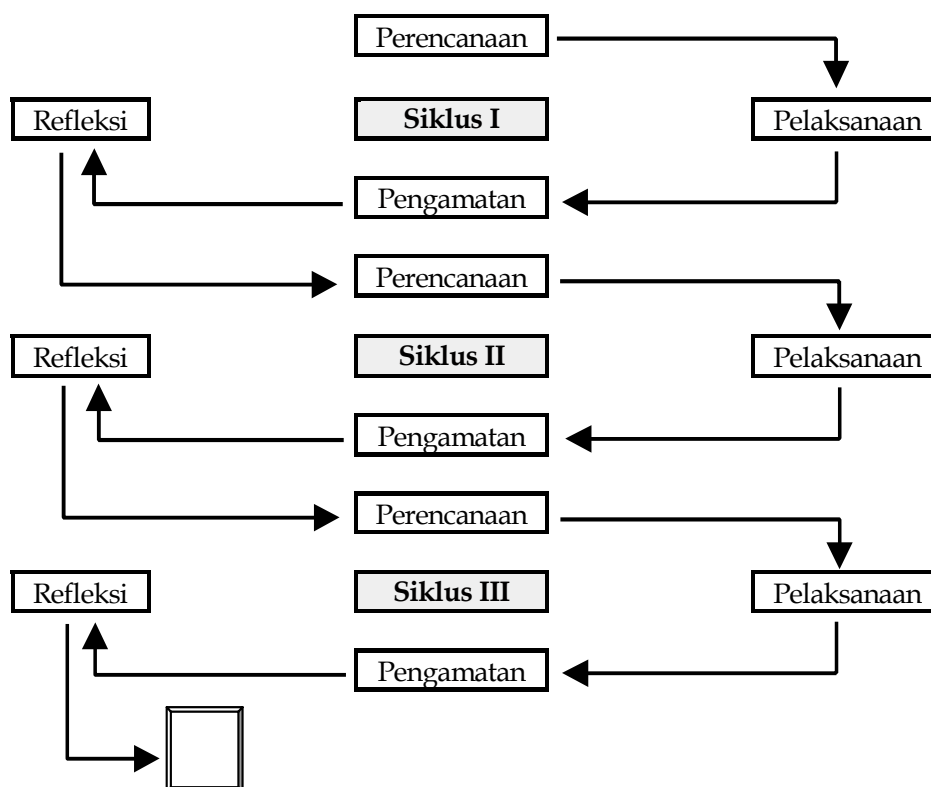 Perencanaan
Refleksi
Siklus I
Pelaksanaan
Pengamatan
Perencanaan
Refleksi
Siklus II
Pelaksanaan
Pengamatan
Perencanaan
Refleksi
Siklus III
Pelaksanaan
Pengamatan